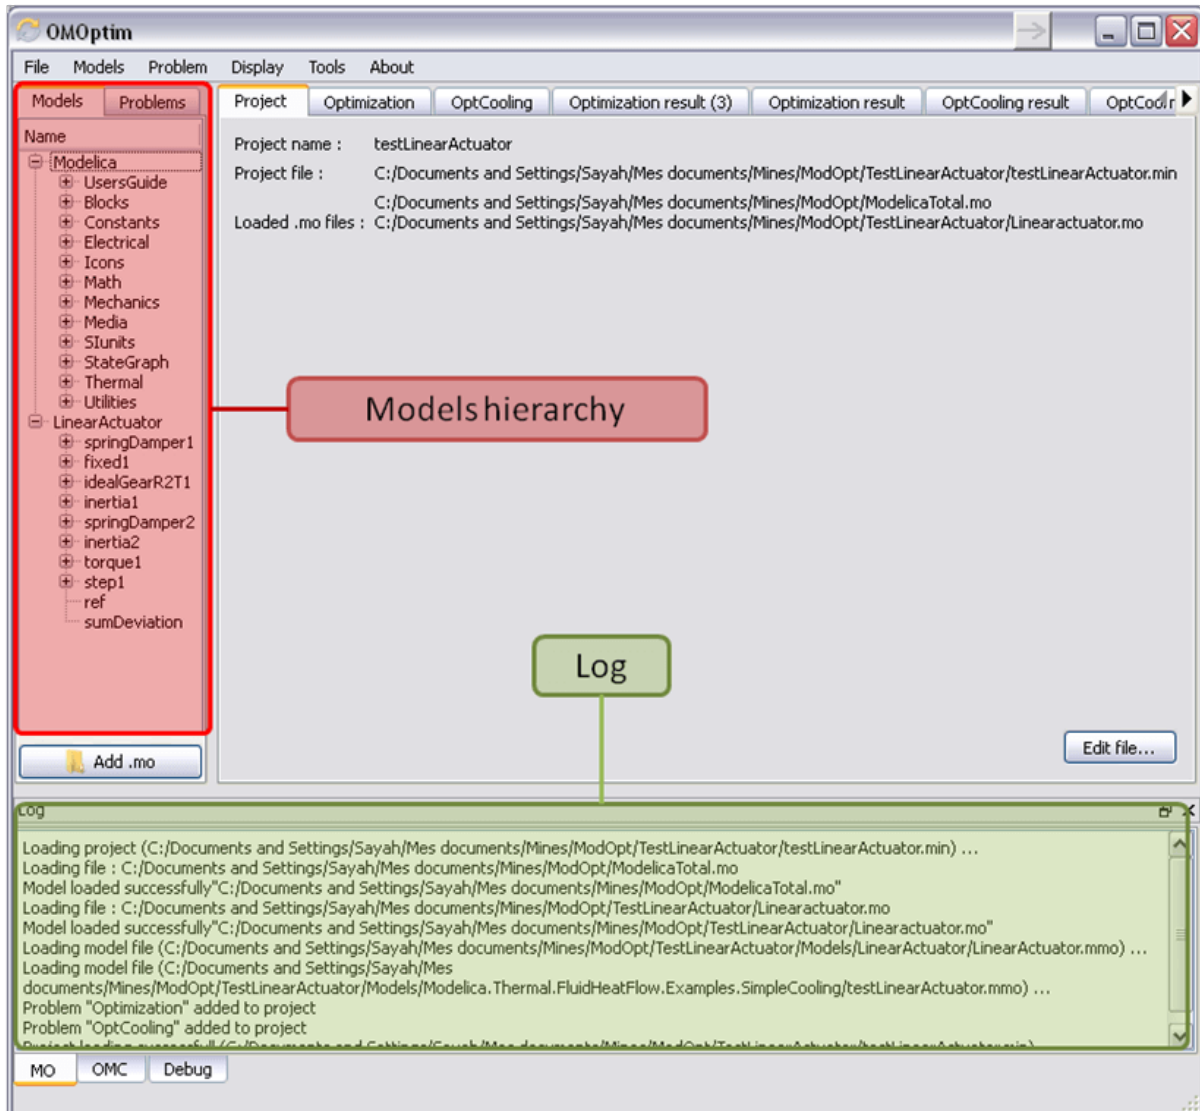 OMOptim
File Models Problem Display Tools About
Models Problems
Project Optimization OptCooling Optimization result (3) Optimization result OptCooling result
Name
Modelica
UsersGuide
Blocks
Constants
Electrical
Icons
Math
Mechanics
Media
SIunits
StateGraph
Thermal
Utilities
LinearActuator
springDamper1
fixed1
idealGearR2T1
inertia1
springDamper2
inertia2
torque1
step1
ref
sumDeviation
Add .mo
Project name : testLinearActuator
Project file : C:/Documents and Settings/Sayah/Mes documents/Mines/ModOpt/TestLinearActuator/testLinearActuator.min
C:/Documents and Settings/Sayah/Mes documents/Mines/ModOpt/ModelicaTotal.mo
Loaded .mo files : C:/Documents and Settings/Sayah/Mes documents/Mines/ModOpt/TestLinearActuator/Linearactuator.mo
Models hierarchy
Log
Edit file...
Log
Loading project (C:/Documents and Settings/Sayah/Mes documents/Mines/ModOpt/TestLinearActuator/testLinearActuator.min) ...
Loading file : C:/Documents and Settings/Sayah/Mes documents/Mines/ModOpt/ModelicaTotal.mo
Model loaded successfully"C:/Documents and Settings/Sayah/Mes documents/Mines/ModOpt/ModelicaTotal.mo"
Loading file : C:/Documents and Settings/Sayah/Mes documents/Mines/ModOpt/TestLinearActuator/Linearactuator.mo
Model loaded successfully"C:/Documents and Settings/Sayah/Mes documents/Mines/ModOpt/TestLinearActuator/Linearactuator.mo"
Loading model file (C:/Documents and Settings/Sayah/Mes documents/Mines/ModOpt/TestLinearActuator/Models/LinearActuator/LinearActuator.mmo) ...
Loading model file (C:/Documents and Settings/Sayah/Mes
documents/Mines/ModOpt/TestLinearActuator/Models/Modelica.Thermal.FluidHeatFlow.Examples.SimpleCooling/testLinearActuator.mmo) ...
Problem "Optimization" added to project
Problem "OptCooling" added to project
MO OMC Debug